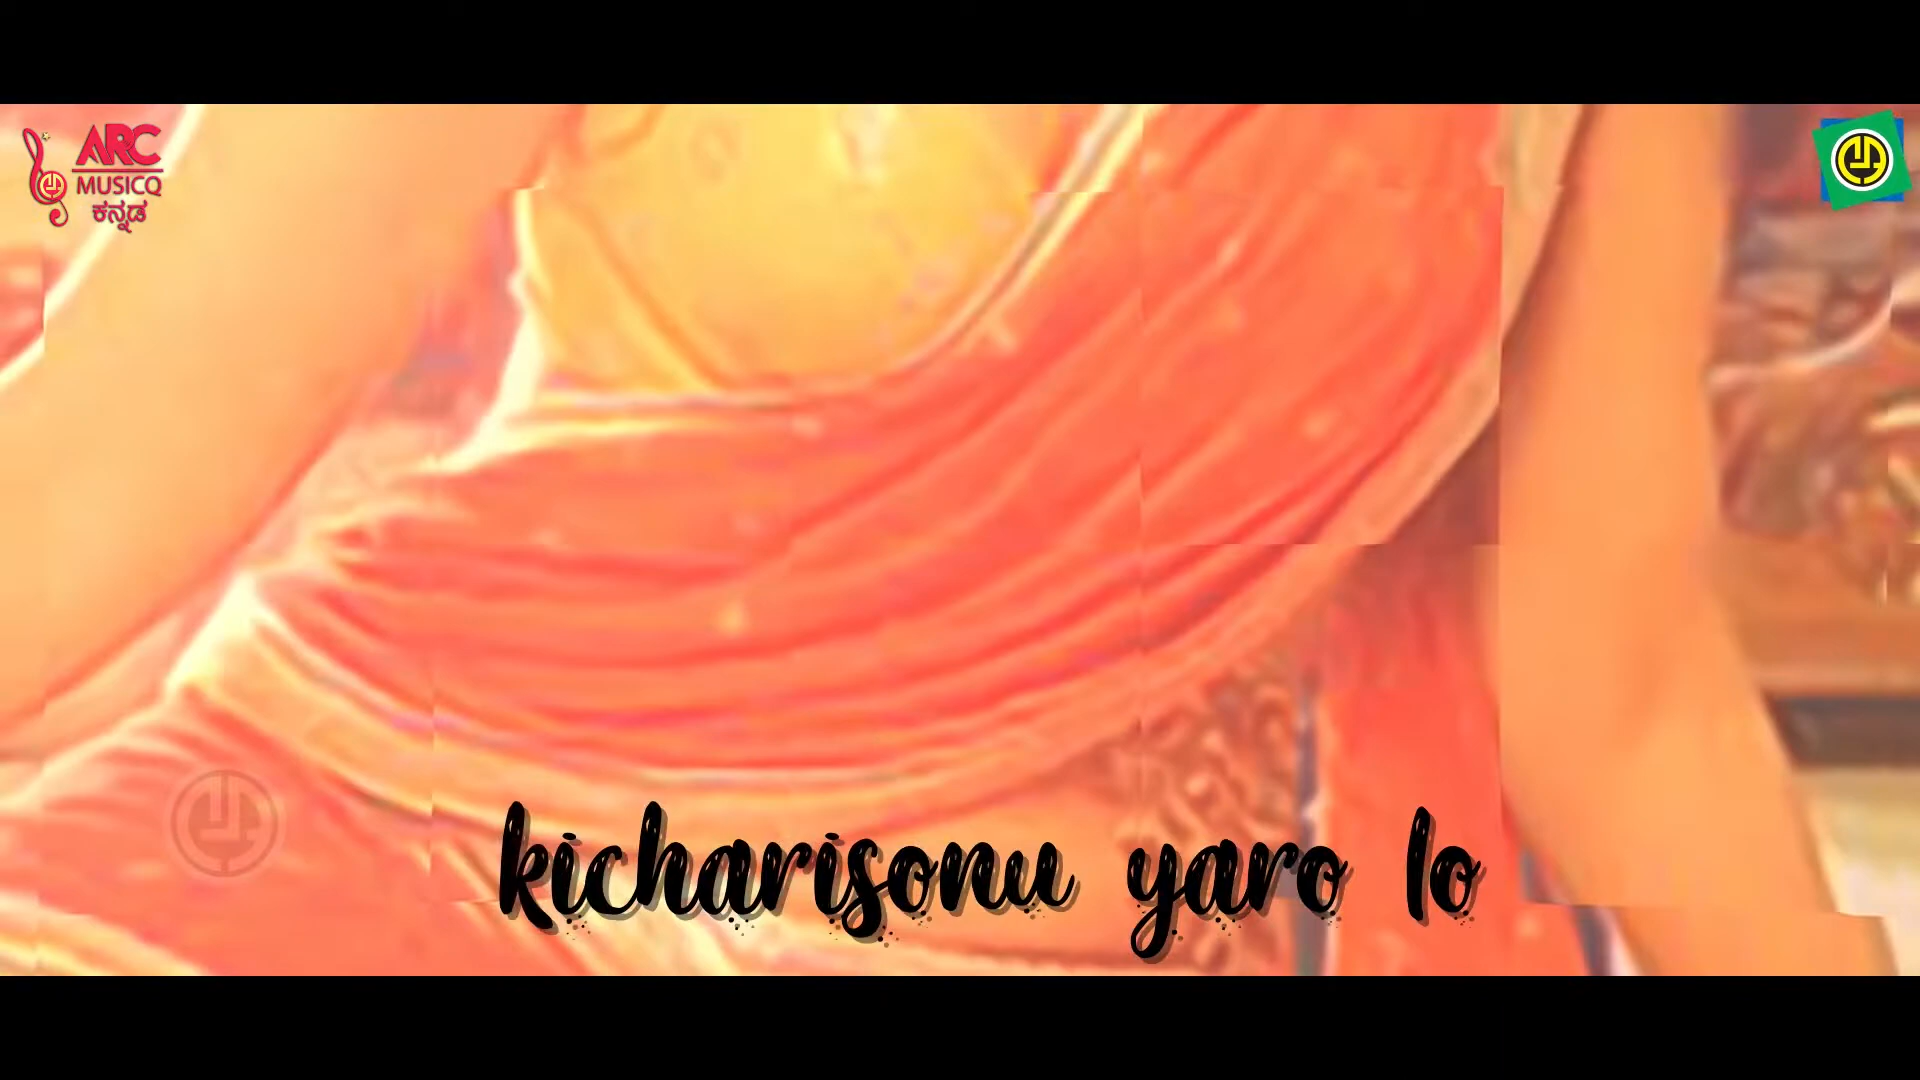 ARC
MUSICQ
ಕನ್ನಡ
kicharisonu yaro lo